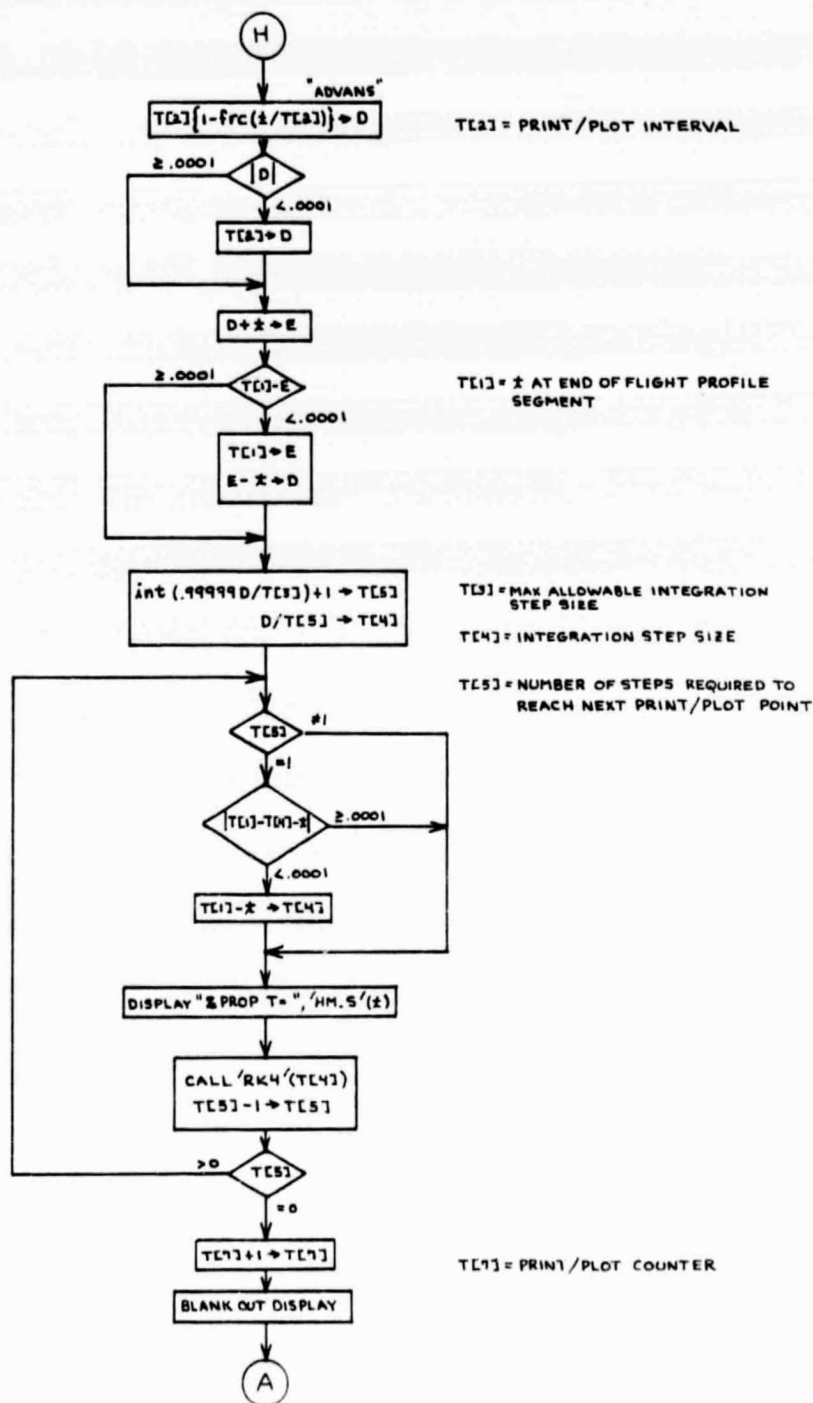 H
"ADVANS"
T[2]{1-frc(t/T[2])}→D
T[2] = PRINT/PLOT INTERVAL
≥.0001
|D|
<.0001
T[2]→D
D+t→E
≥.0001
T[1]-E
T[1] = t AT END OF FLIGHT PROFILE
SEGMENT
<.0001
T[1]→E
E-t→D
int (.99999D/T[3])+1→T[5]
D/T[5]→T[4]
T[3] = MAX ALLOWABLE INTEGRATION
STEP SIZE
T[4] = INTEGRATION STEP SIZE
T[5] = NUMBER OF STEPS REQUIRED TO
REACH NEXT PRINT/PLOT POINT
T[5]
≠1
=1
|T[1]-T[4]-t|
≥.0001
<.0001
T[1]-t→T[4]
DISPLAY "&PROP T= ", 'HM.S'(t)
CALL 'RK4'(T[4])
T[5]-1→T[5]
>0
T[5]
=0
T[7]+1→T[7]
T[7] = PRINT/PLOT COUNTER
BLANK OUT DISPLAY
A